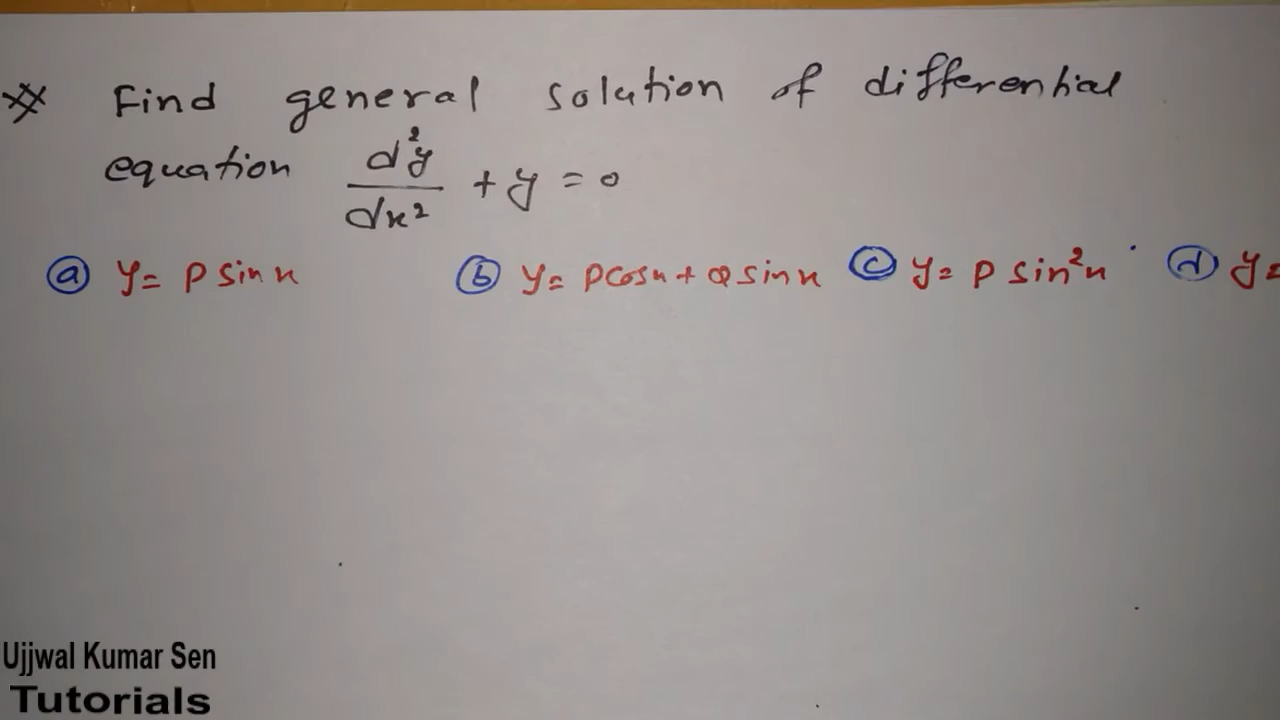 ※ Find general solution of differential
equation d²y/dx² + y = 0
ⓐ y = P sin x ⓑ y = P cos x + Q sin x ⓒ y = P sin²x ⓓ y =
Ujjwal Kumar Sen
Tutorials